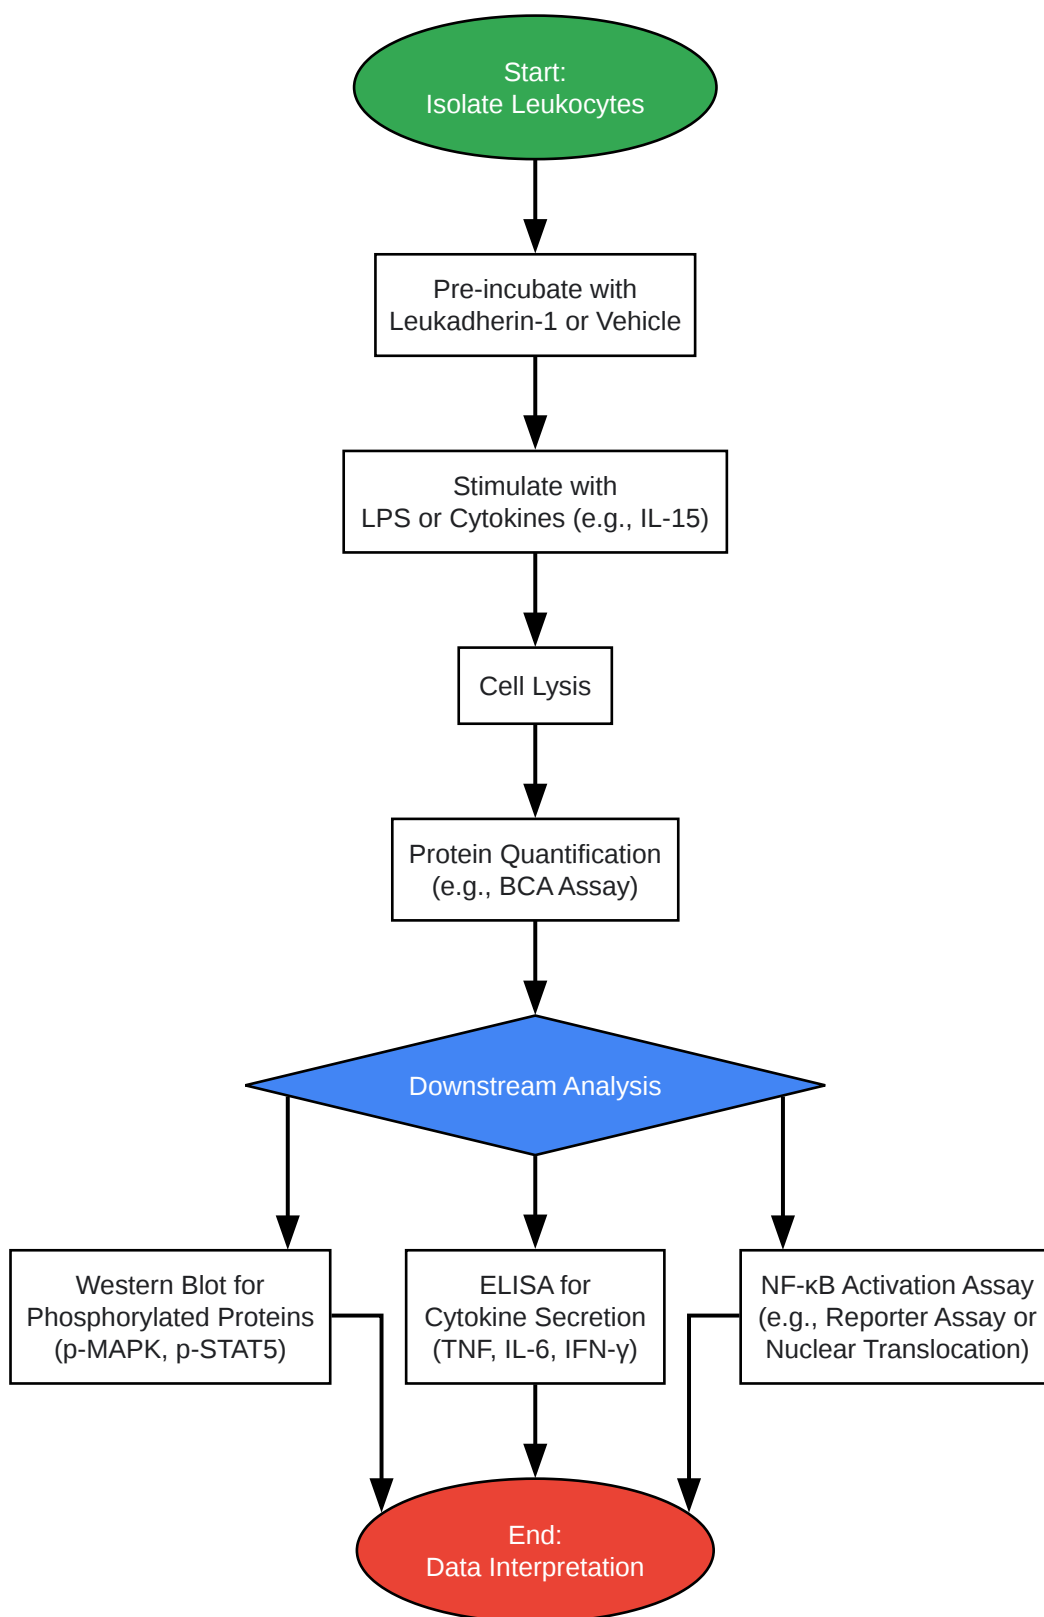 Start:
Isolate Leukocytes
Pre-incubate with
Leukadherin-1 or Vehicle
Stimulate with
LPS or Cytokines (e.g., IL-15)
Cell Lysis
Protein Quantification
(e.g., BCA Assay)
Downstream Analysis
Western Blot for
Phosphorylated Proteins
(p-MAPK, p-STAT5)
ELISA for
Cytokine Secretion
(TNF, IL-6, IFN-γ)
NF-κB Activation Assay
(e.g., Reporter Assay or
Nuclear Translocation)
End:
Data Interpretation